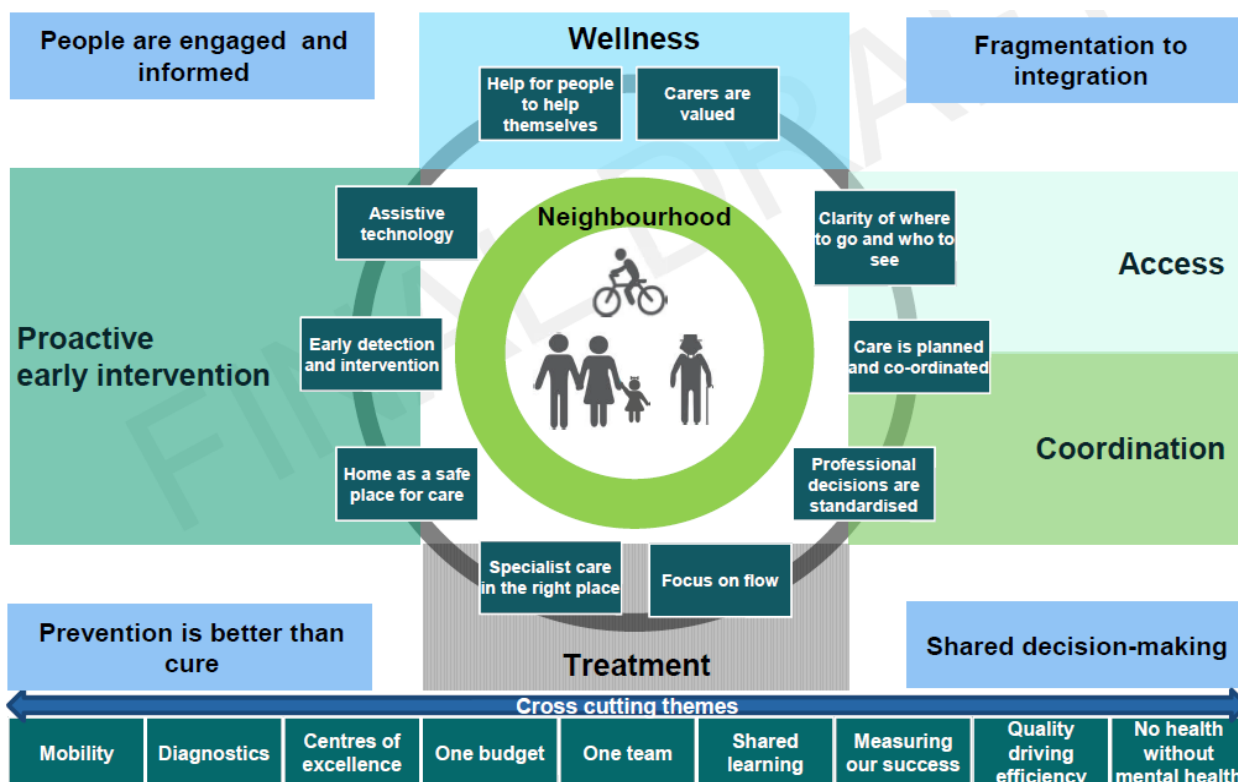 People are engaged and
informed
Wellness
Fragmentation to
integration
Help for people
to help
themselves
Carers are
valued
Assistive
technology
Neighbourhood
Clarity of where
to go and who to
see
Access
Proactive
early intervention
Early detection
and intervention
Care is planned
and co-ordinated
Coordination
Home as a safe
place for care
Professional
decisions are
standardised
Specialist care
in the right place
Focus on flow
Prevention is better than
cure
Treatment
Shared decision-making
Cross cutting themes
Mobility
Diagnostics
Centres of
excellence
One budget
One team
Shared
learning
Measuring
our success
Quality
driving
efficiency
No health
without
mental health
FINAL DRA